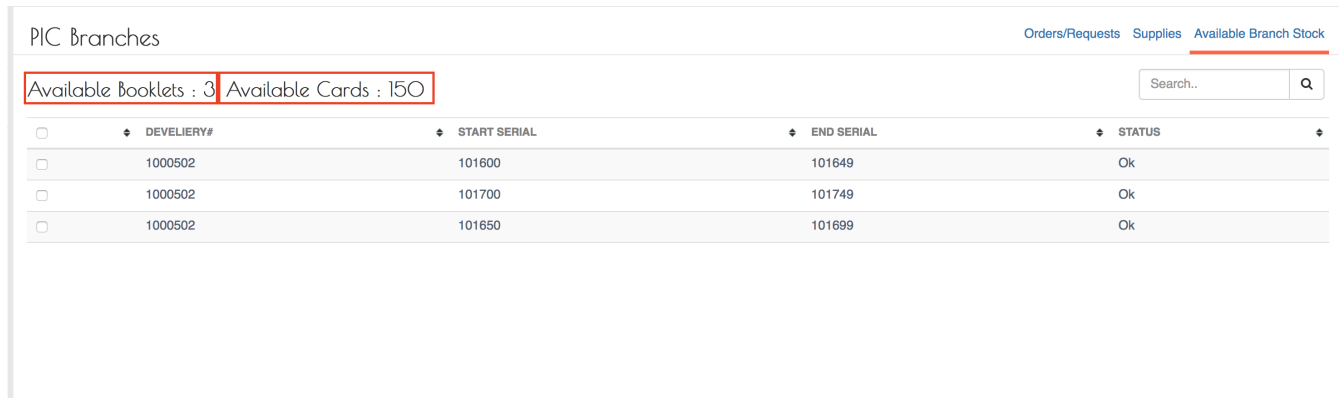 PIC Branches
Orders/Requests Supplies Available Branch Stock
Available Booklets : 3 Available Cards : 150
Search..
DEVELIERY# START SERIAL END SERIAL STATUS
1000502 101600 101649 Ok
1000502 101700 101749 Ok
1000502 101650 101699 Ok